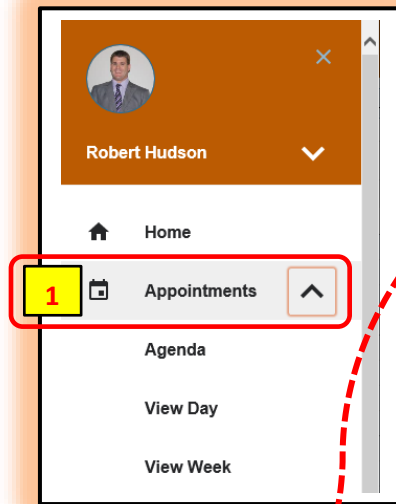 Robert Hudson
Home
1
Appointments
Agenda
View Day
View Week